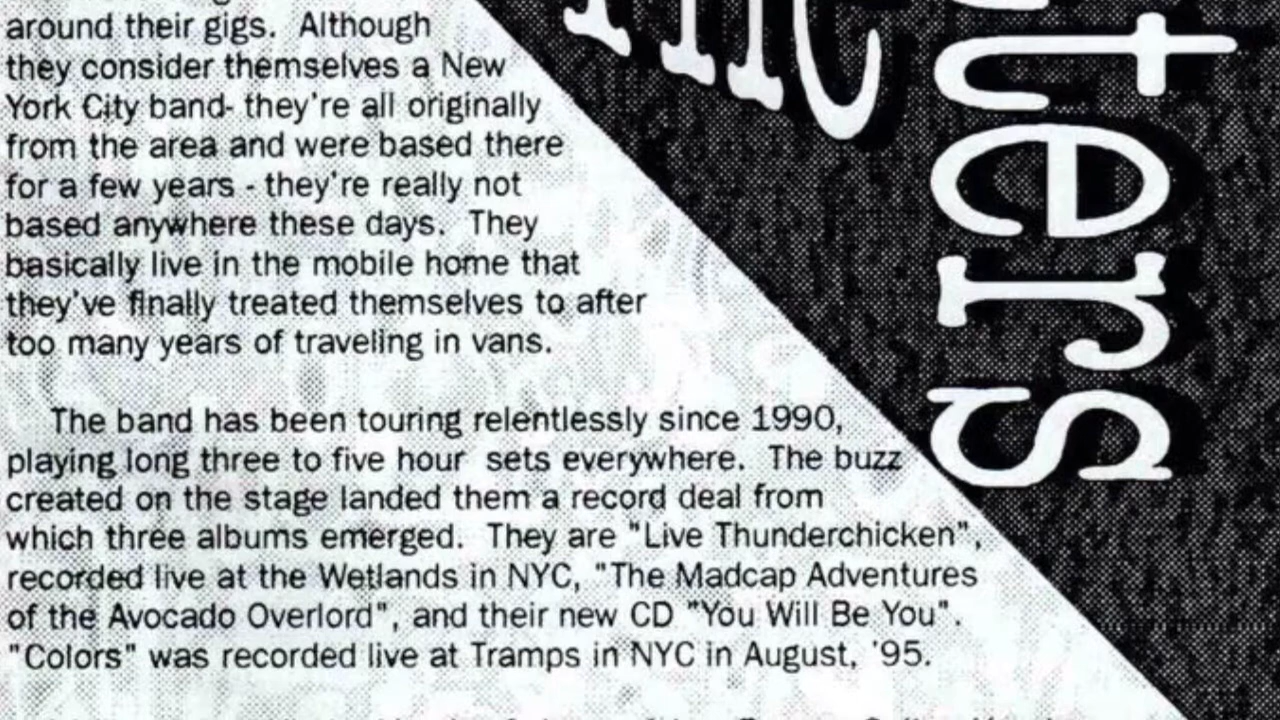 around their gigs.  Although
they consider themselves a New
York City band- they're all originally
from the area and were based there
for a few years - they're really not
based anywhere these days.  They
basically live in the mobile home that
they've finally treated themselves to after
too many years of traveling in vans.
The band has been touring relentlessly since 1990,
playing long three to five hour  sets everywhere.  The buzz
created on the stage landed them a record deal from
which three albums emerged.  They are "Live Thunderchicken",
recorded live at the Wetlands in NYC, "The Madcap Adventures
of the Avocado Overlord", and their new CD "You Will Be You".
"Colors" was recorded live at Tramps in NYC in August, '95.
ters